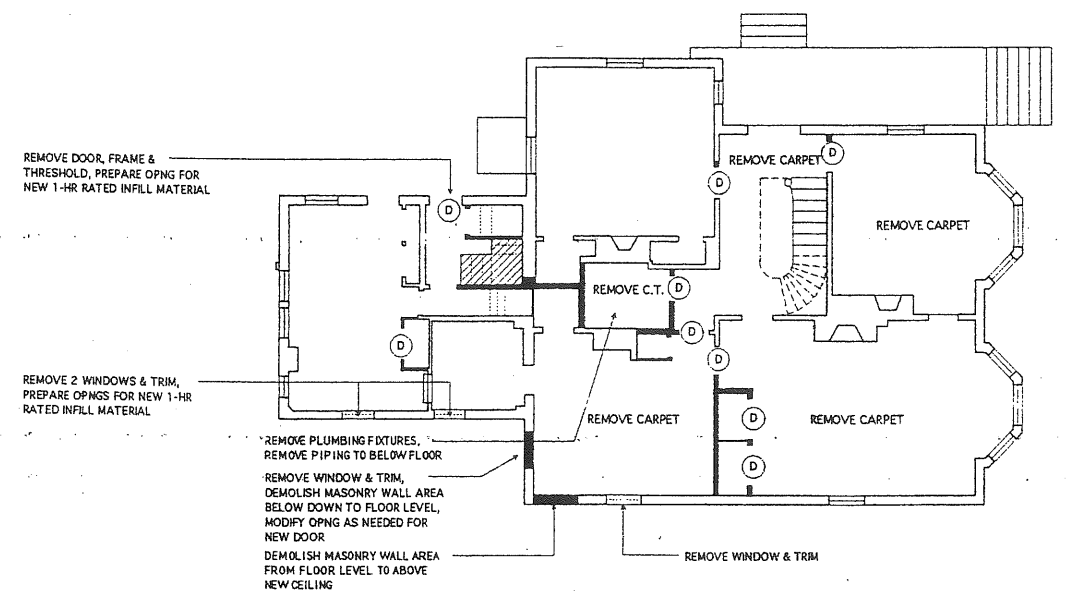 REMOVE DOOR, FRAME &
THRESHOLD, PREPARE OPNG FOR
NEW 1-HR RATED INFILL MATERIAL
D
REMOVE CARPET
D
D
REMOVE CARPET
REMOVE C.T.
D
D
D
D
REMOVE 2 WINDOWS & TRIM,
PREPARE OPNGS FOR NEW 1-HR
RATED INFILL MATERIAL
REMOVE CARPET
D
REMOVE CARPET
D
REMOVE PLUMBING FIXTURES,
REMOVE PIPING TO BELOW FLOOR
REMOVE WINDOW & TRIM,
DEMOLISH MASONRY WALL AREA
BELOW DOWN TO FLOOR LEVEL,
MODIFY OPNG AS NEEDED FOR
NEW DOOR
DEMOLISH MASONRY WALL AREA
FROM FLOOR LEVEL TO ABOVE
NEW CEILING
REMOVE WINDOW & TRIM